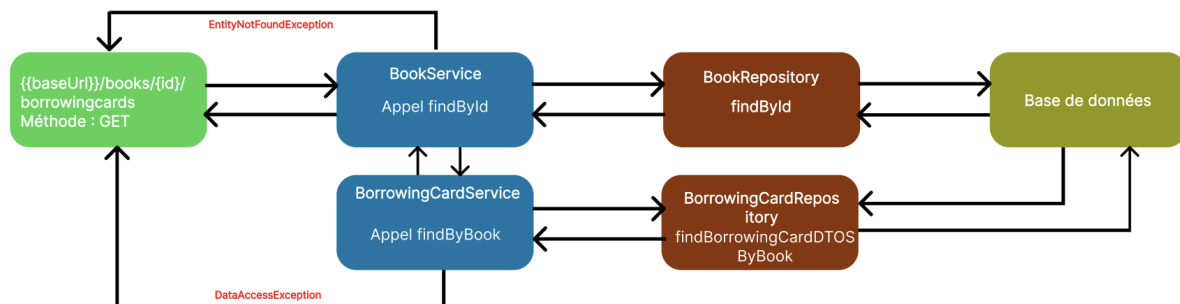 EntityNotFoundException
{{baseUrl}}/books/{id}/
borrowingcards
Méthode : GET
BookService
Appel findById
BookRepository
findById
Base de données
BorrowingCardService
Appel findByBook
BorrowingCardRepos
itory
findBorrowingCardDTOS
ByBook
DataAccessException